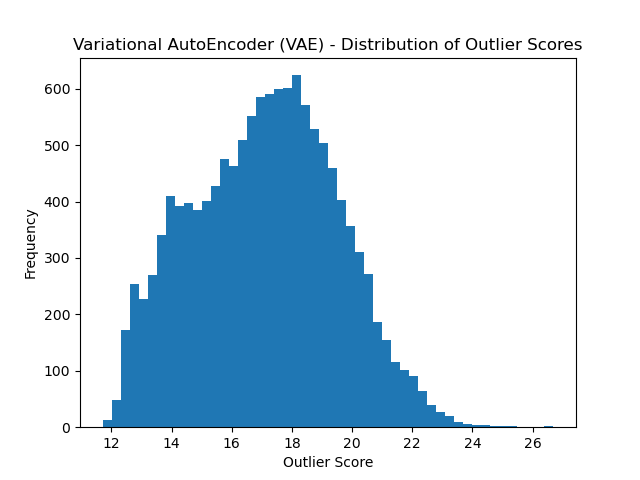 Variational AutoEncoder (VAE) - Distribution of Outlier Scores
600
500
400
300
200
100
0
Frequency
12 14 16 18 20 22 24 26
Outlier Score